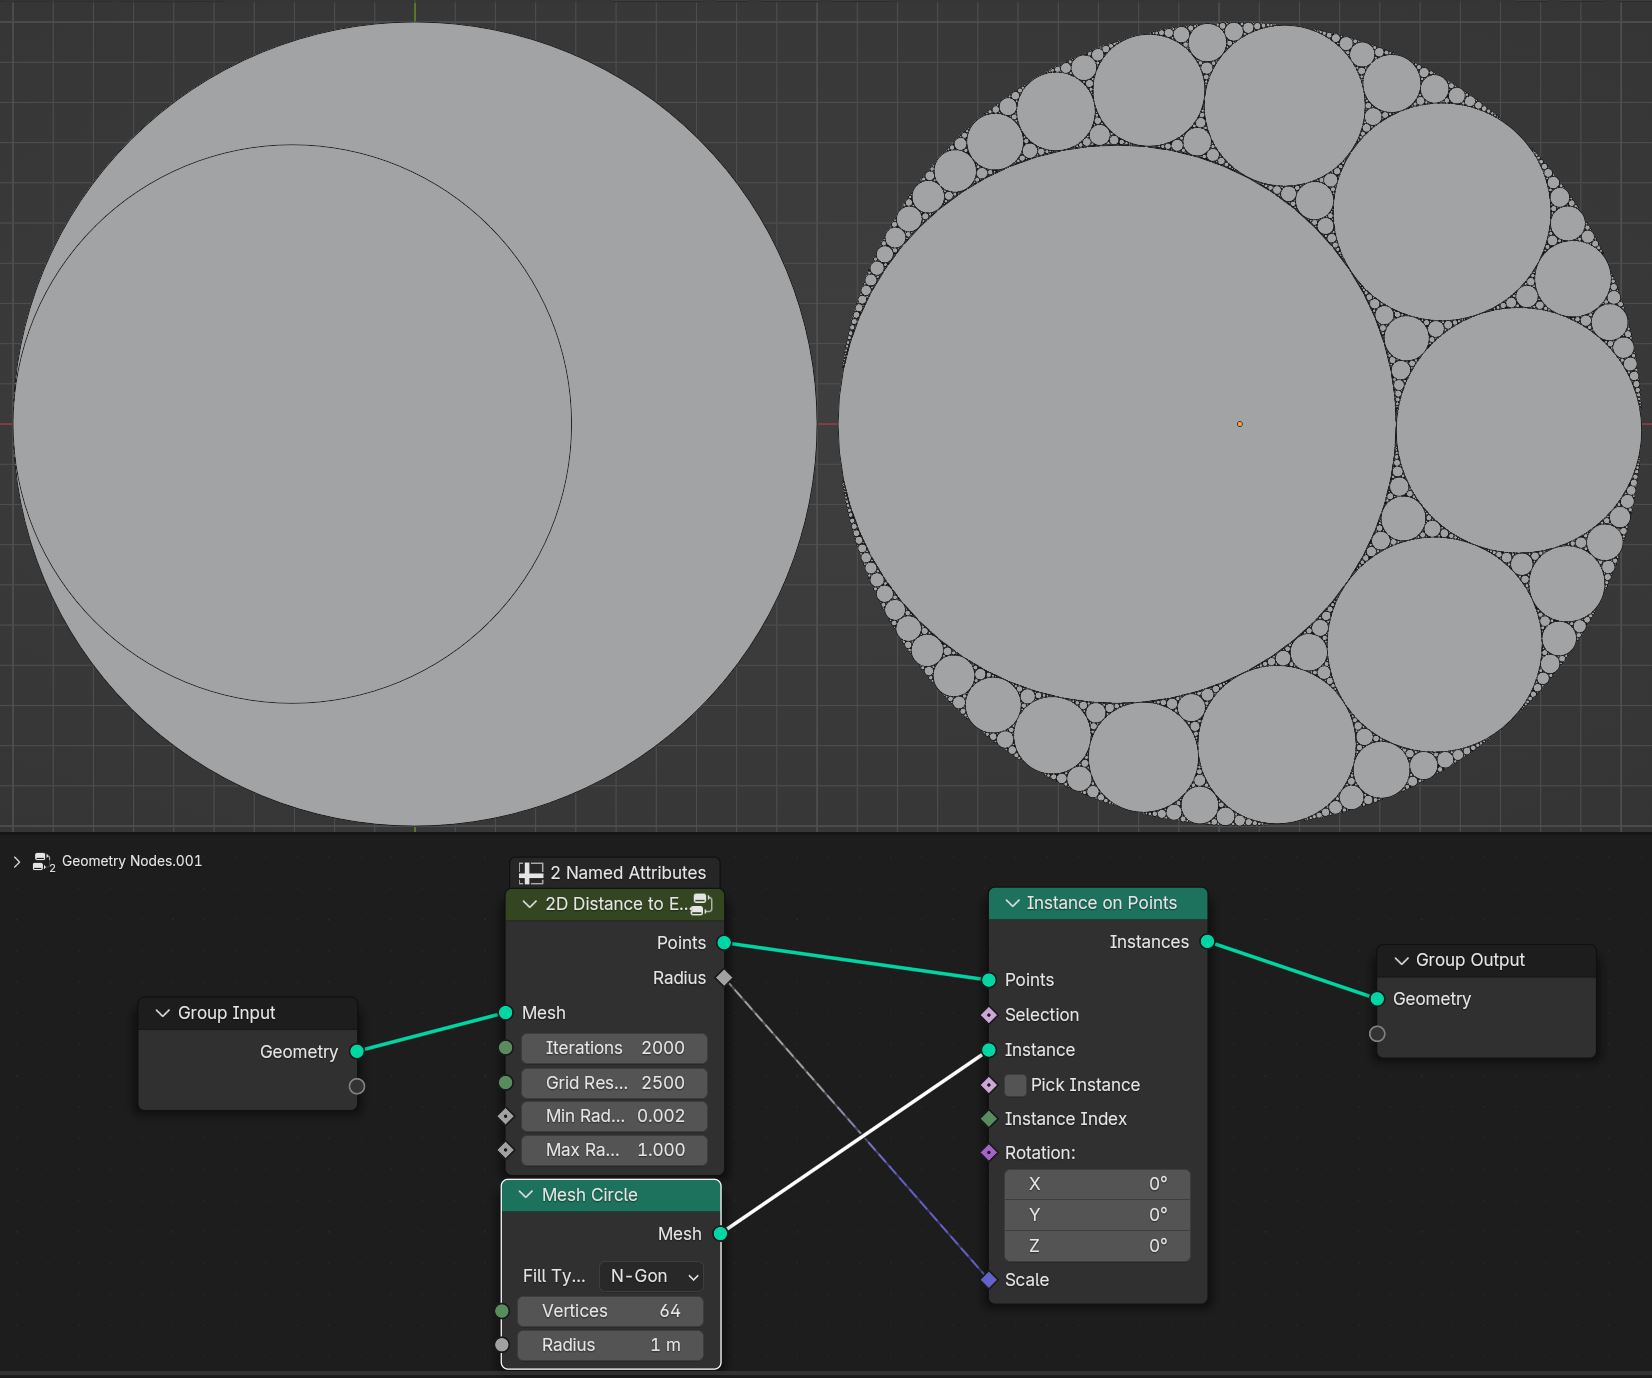 2 Geometry Nodes.001
2 Named Attributes
2D Distance to E...
Points
Radius
Mesh
Iterations 2000
Grid Res... 2500
Min Rad... 0.002
Max Ra... 1.000
Group Input
Geometry
Mesh Circle
Mesh
Fill Ty... N-Gon
Vertices 64
Radius 1 m
Instance on Points
Instances
Points
Selection
Instance
Pick Instance
Instance Index
Rotation:
X 0°
Y 0°
Z 0°
Scale
Group Output
Geometry